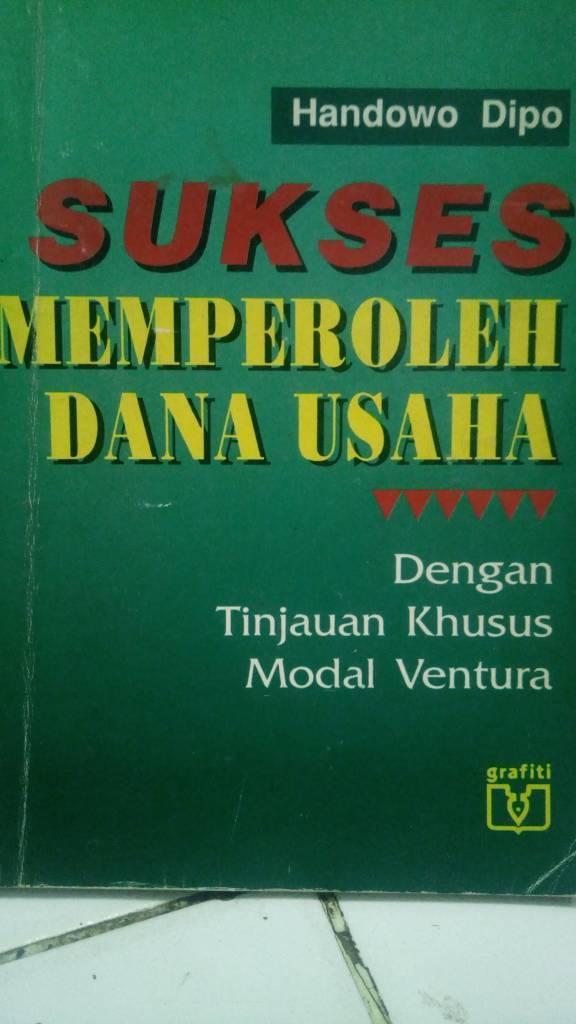 Handowo Dipo
SUKSES
MEMPEROLEH
DANA USAHA
Dengan
Tinjauan Khusus
Modal Ventura
grafiti